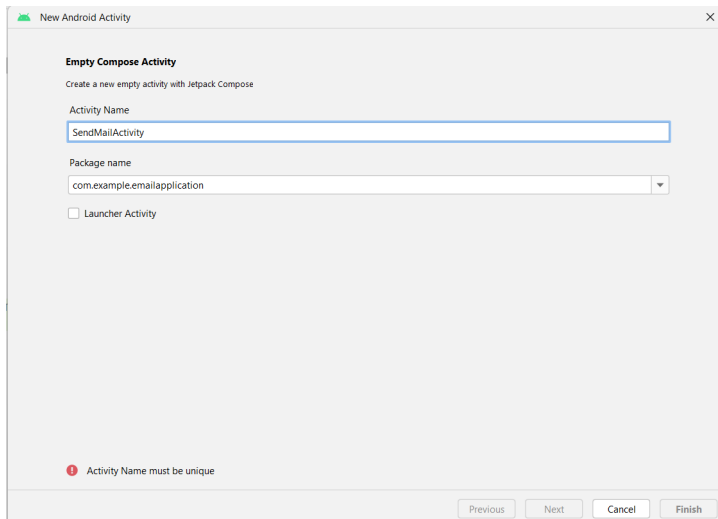 New Android Activity
Empty Compose Activity
Create a new empty activity with Jetpack Compose
Activity Name
SendMailActivity
Package name
com.example.emailapplication
Launcher Activity
Activity Name must be unique
Previous Next Cancel Finish